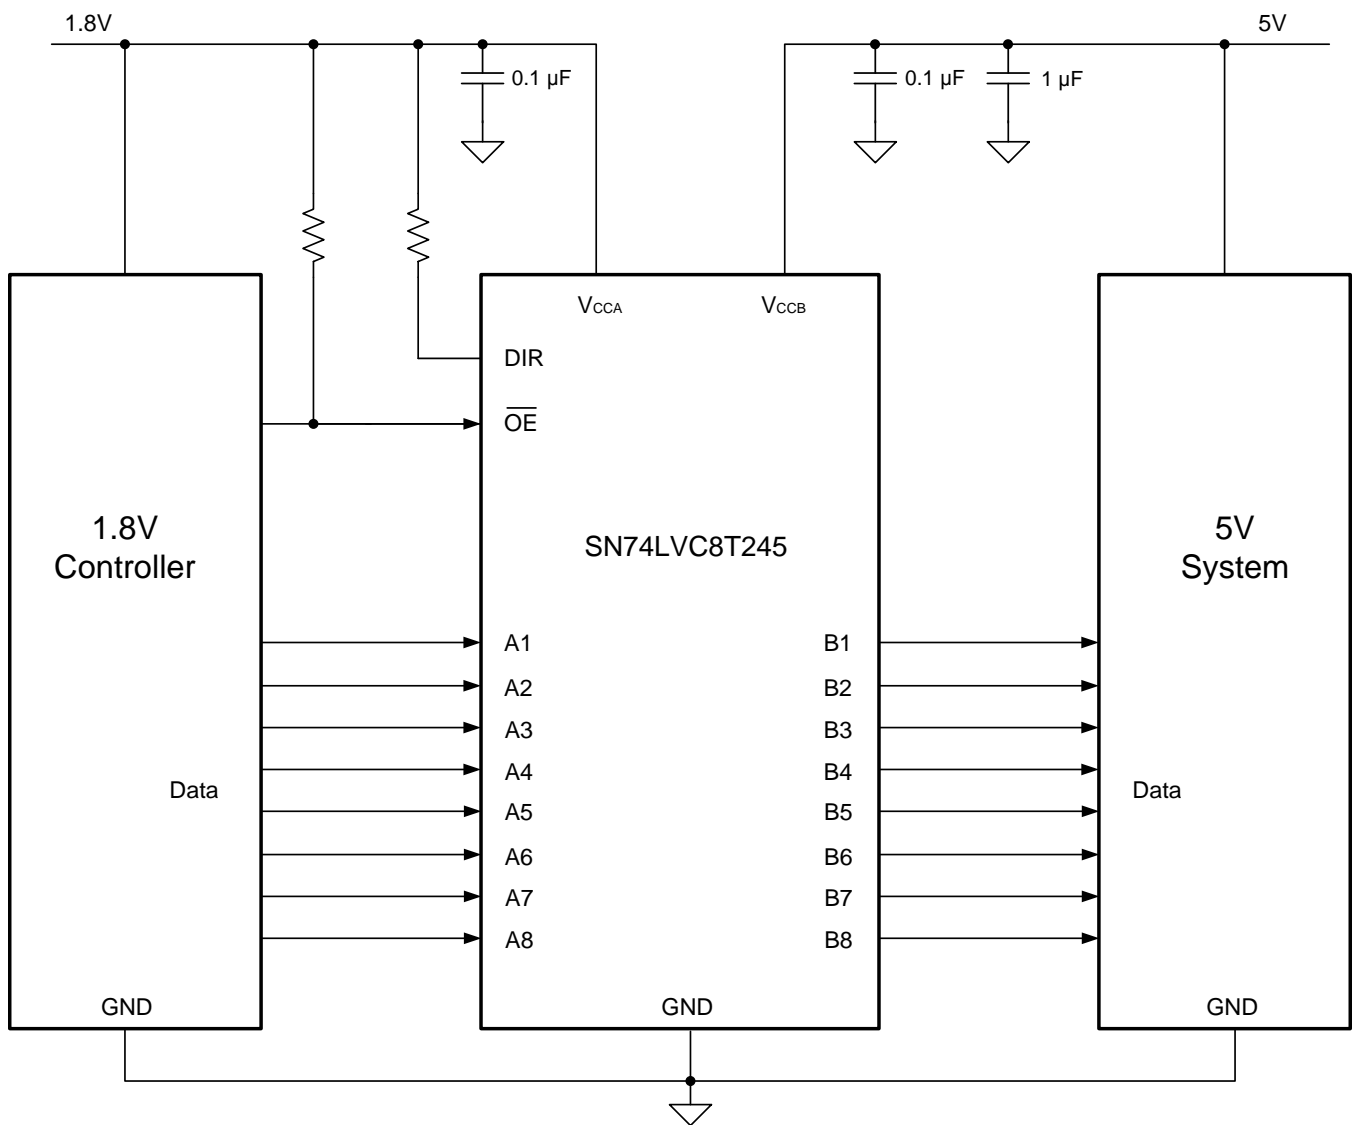 1.8V
5V
0.1 µF
0.1 µF
1 µF
VCCA
VCCB
DIR
OE
1.8V
Controller
SN74LVC8T245
5V
System
A1
B1
A2
B2
A3
B3
A4
B4
Data
Data
A5
B5
A6
B6
A7
B7
A8
B8
GND
GND
GND